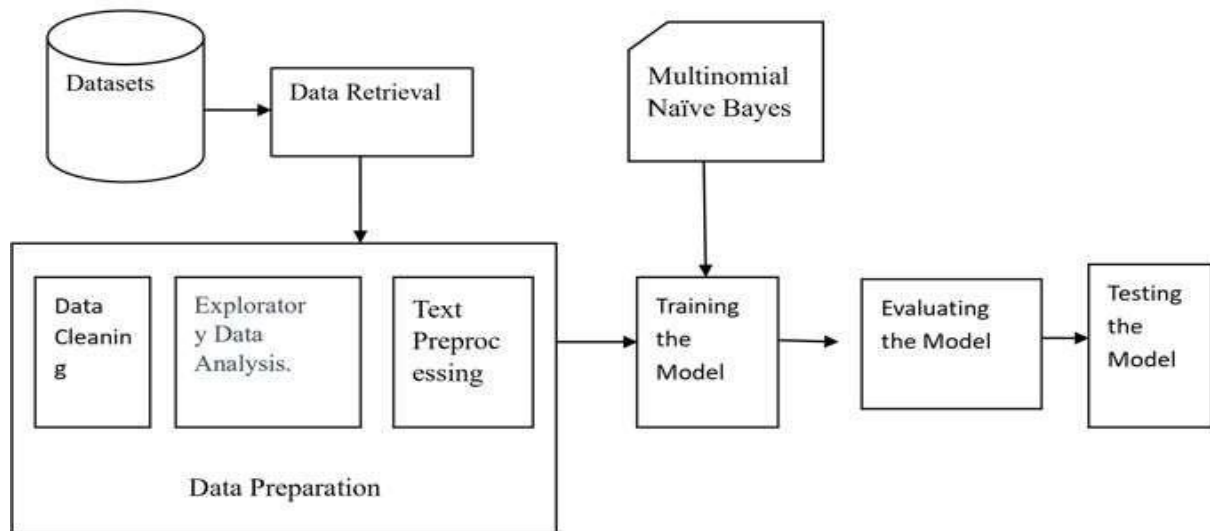 Datasets
Data Retrieval
Multinomial
Naïve Bayes
Data
Cleanin
g
Explorator
y Data
Analysis.
Text
Preproc
essing
Data Preparation
Training
the
Model
Evaluating
the Model
Testing
the
Model